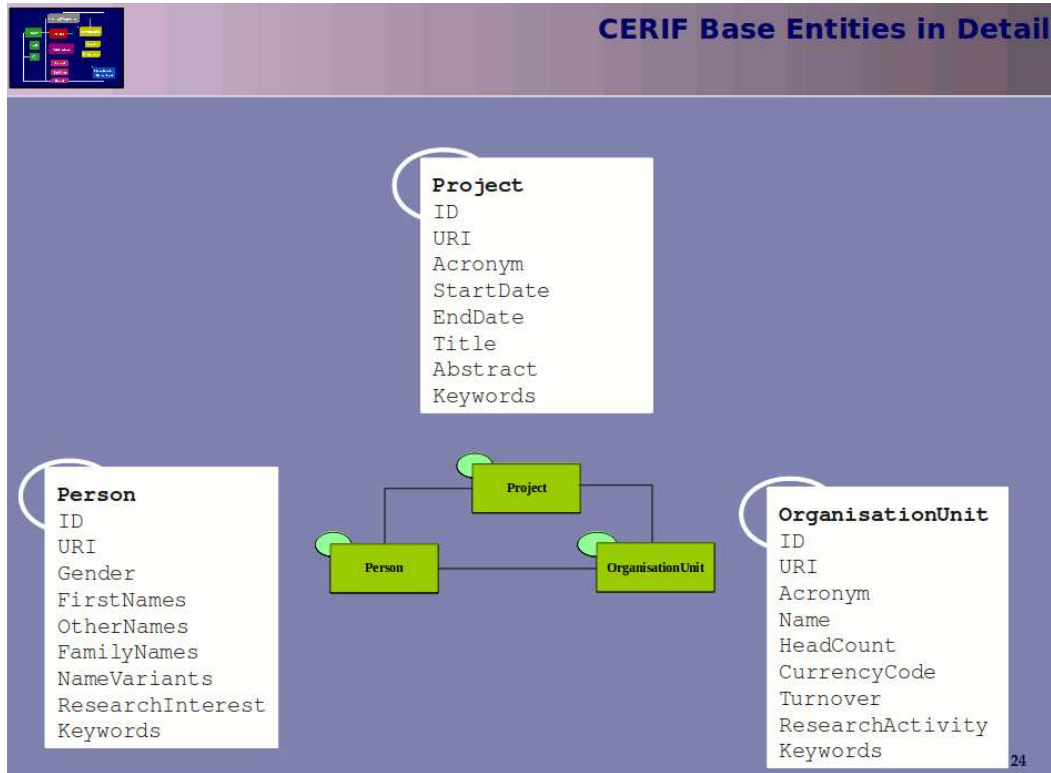 CERIF Base Entities in Detail
Project
ID
URI
Acronym
StartDate
EndDate
Title
Abstract
Keywords
Person
ID
URI
Gender
FirstNames
OtherNames
FamilyNames
NameVariants
ResearchInterest
Keywords
Project
Person
OrganisationUnit
OrganisationUnit
ID
URI
Acronym
Name
HeadCount
CurrencyCode
Turnover
ResearchActivity
Keywords
24